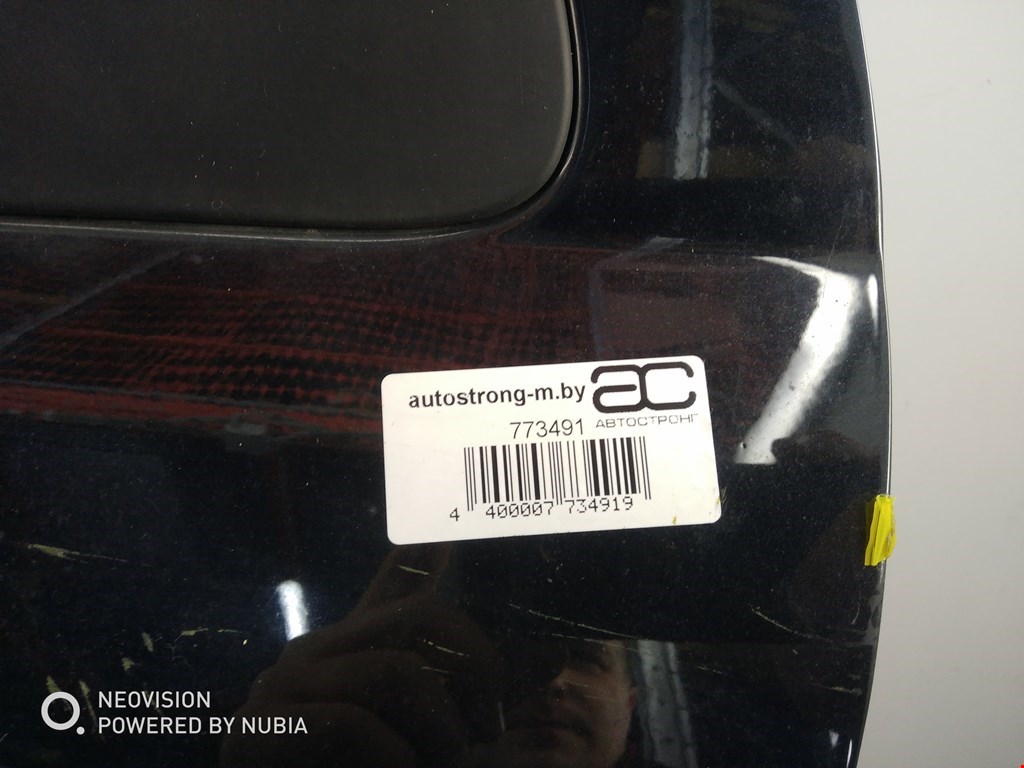 autostrong-m.by ac
773491 АВТОСТРОНГ
4 400007 734919
NEOVISION
POWERED BY NUBIA